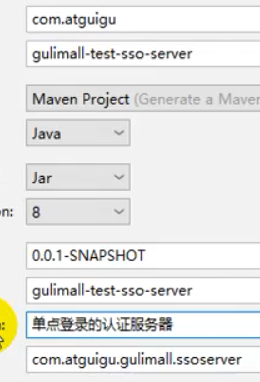 com.atguigu
gulimall-test-sso-server
Maven Project (Generate a Maven
Java
Jar
on: 8
0.0.1-SNAPSHOT
gulimall-test-sso-server
单点登录的认证服务器
com.atguigu.gulimall.ssoserver